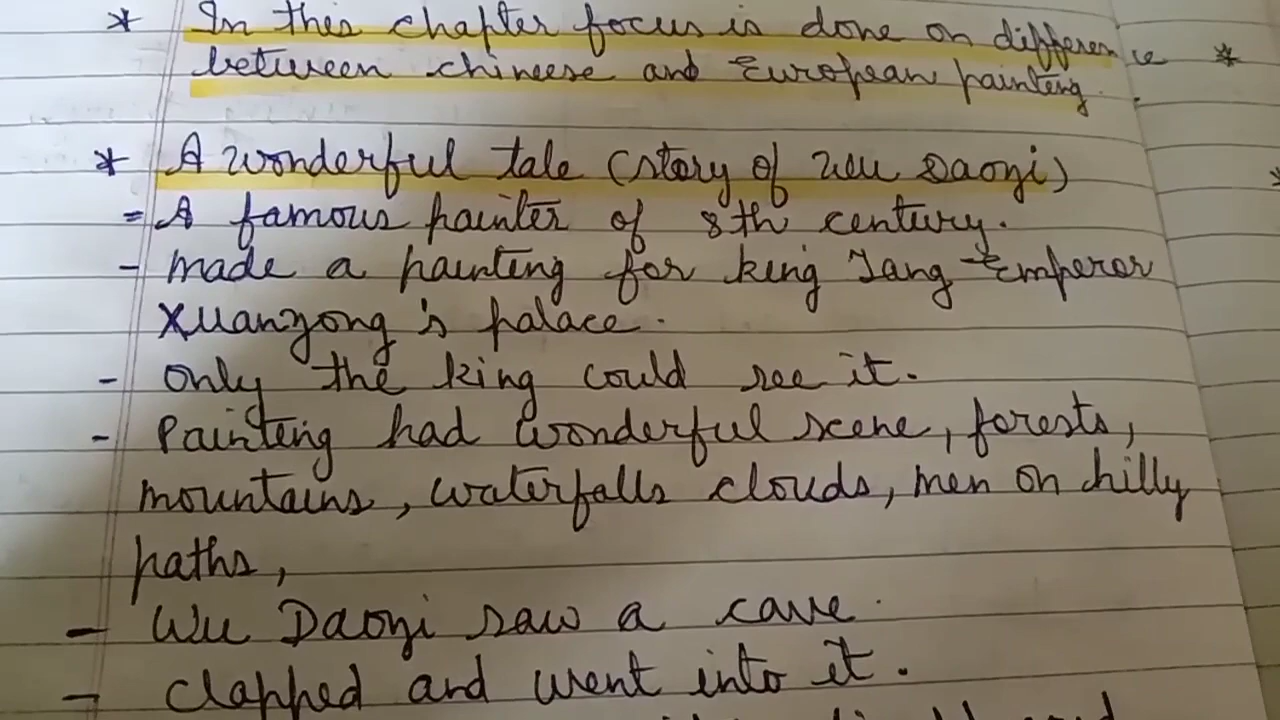 * In this chapter focus is done on difference *
between chineese and European painting.
* A wonderful tale (story of Wu Daozi) *
= A famous painter of 8th century.
- made a painting for king Tang Emperor
Xuanzong's palace.
- only the king could see it.
- Painting had wonderful scene, forests,
mountains, waterfalls clouds, men on hilly
paths,
- Wu Daozi saw a cave.
- Clapped and went into it.